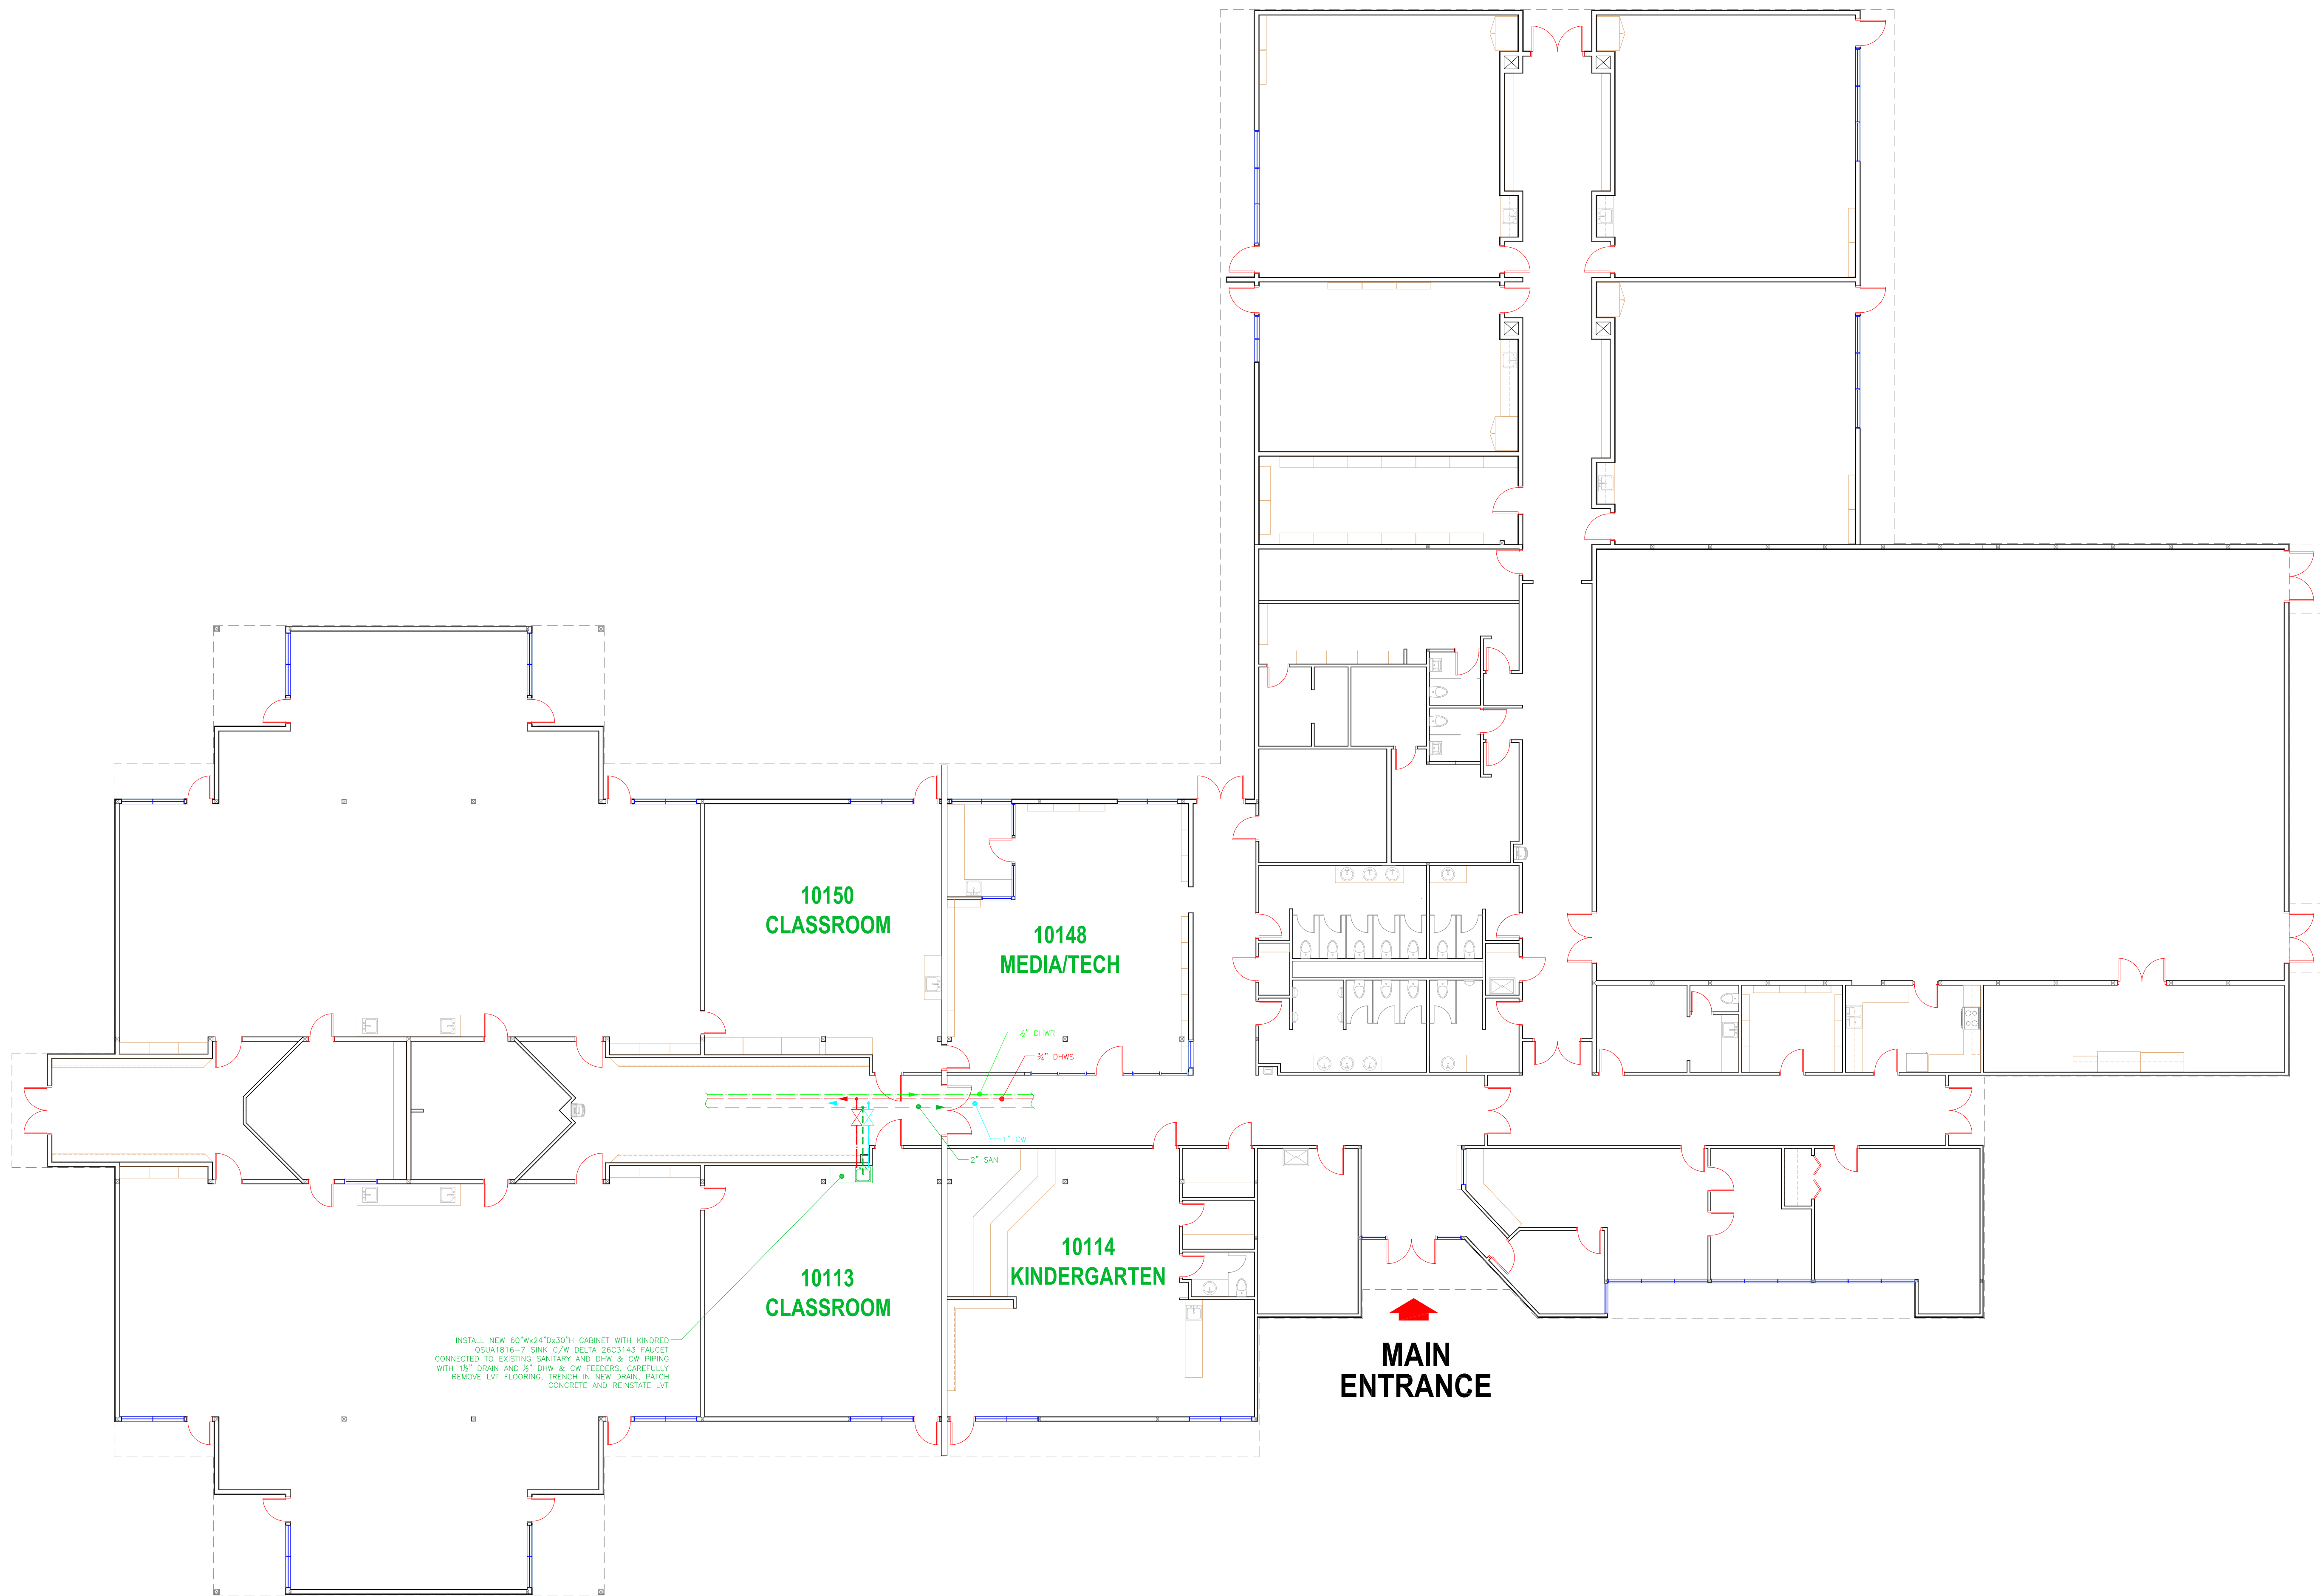 10150
CLASSROOM
10148
MEDIA/TECH
½" DHWR
¾" DHWS
1" CW
2" SAN
10114
KINDERGARTEN
10113
CLASSROOM
INSTALL NEW 60"Wx24"Dx30"H CABINET WITH KINDRED
QSUA1816-7 SINK C/W DELTA 26C3143 FAUCET
CONNECTED TO EXISTING SANITARY AND DHW & CW PIPING
WITH 1½" DRAIN AND ½" DHW & CW FEEDERS. CAREFULLY
REMOVE LVT FLOORING, TRENCH IN NEW DRAIN, PATCH
CONCRETE AND REINSTATE LVT
MAIN
ENTRANCE